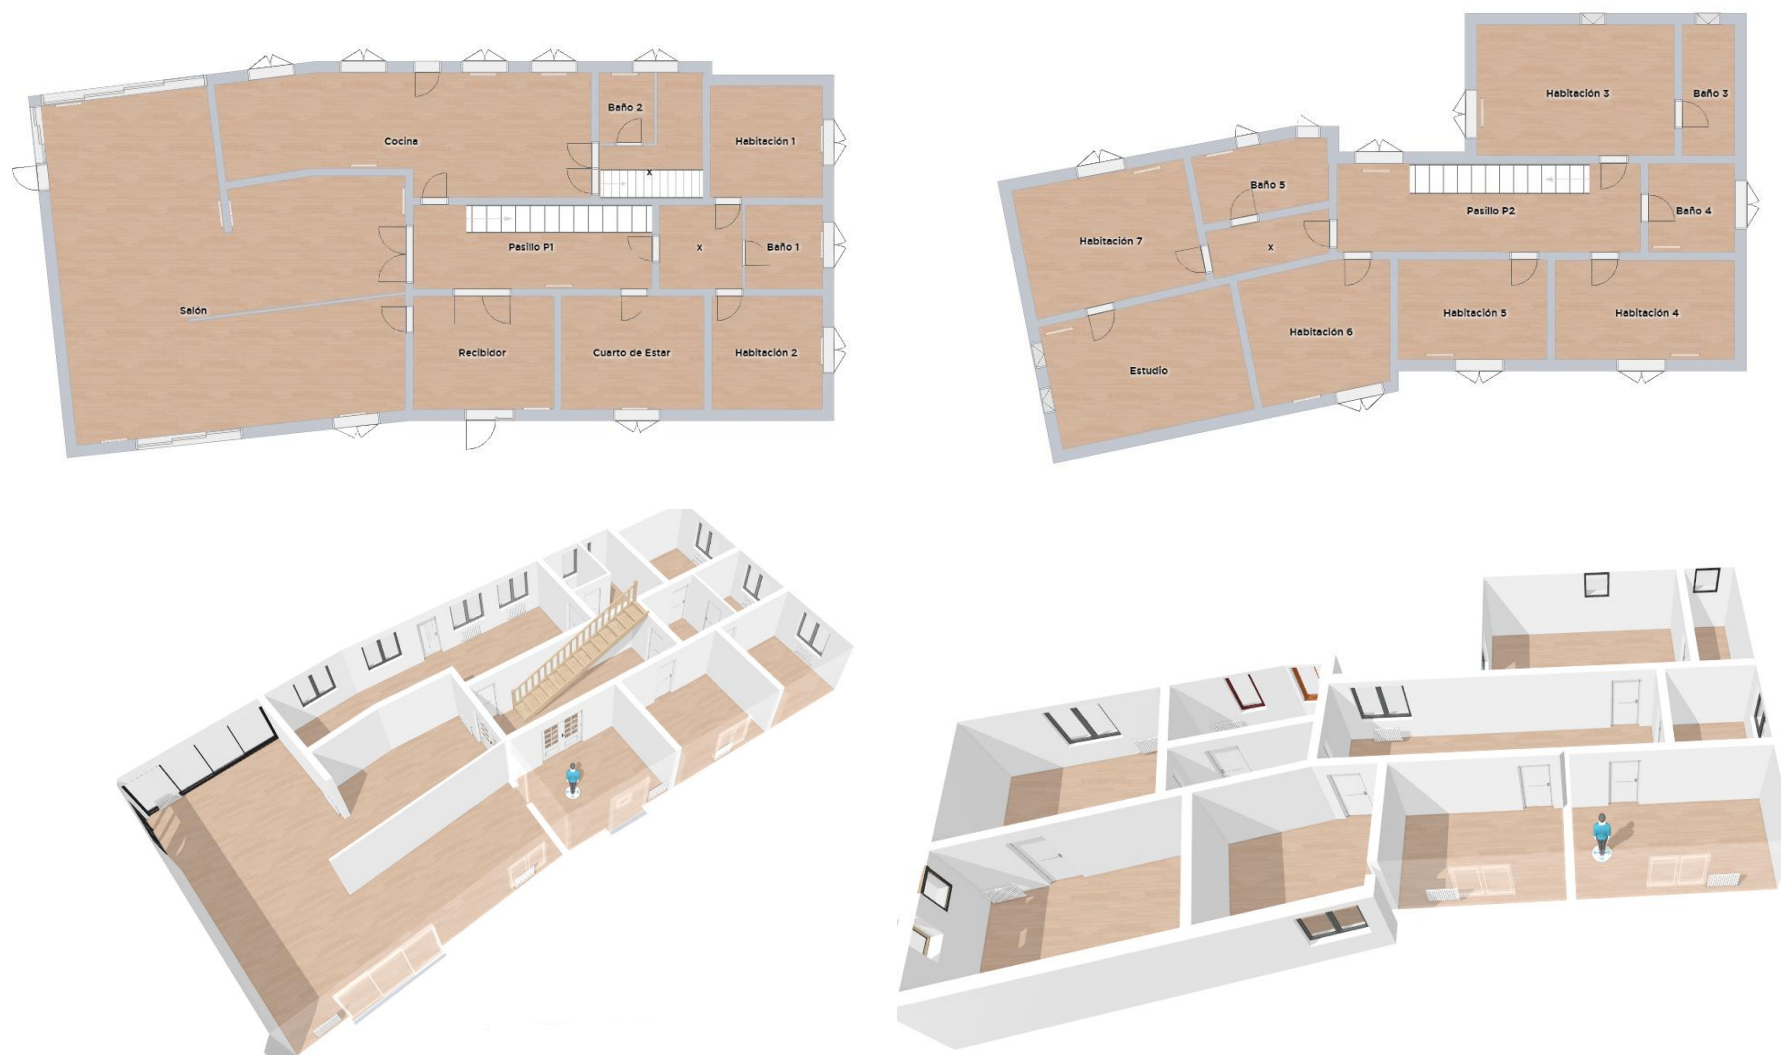 Baño 2
Cocina
Habitación 1
x
Pasillo P1
x
Baño 1
Salón
Recibidor
Cuarto de Estar
Habitación 2
Habitación 3
Baño 3
Baño 5
Pasillo P2
Baño 4
Habitación 7
x
Habitación 6
Habitación 5
Habitación 4
Estudio